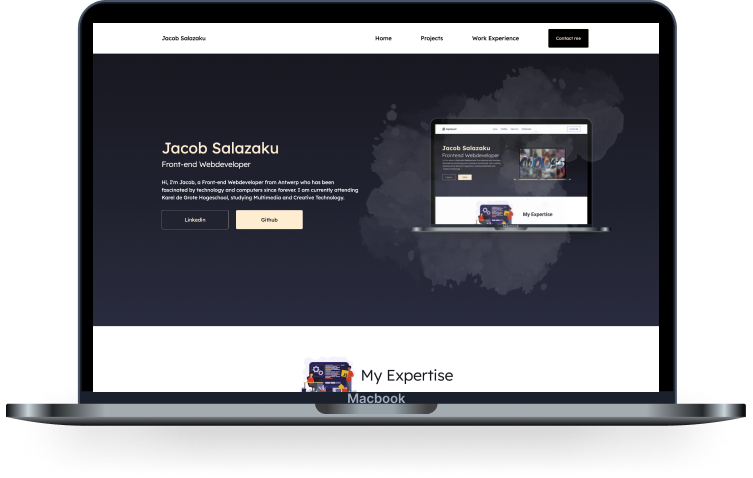 Jacob Salazaku
Home
Projects
Work Experience
Contact me
Jacob Salazaku
Front-end Webdeveloper
Hi, I'm Jacob, a Front-end Webdeveloper from Antwerp who has been
fascinated by technology and computers since forever. I am currently attending
Karel de Grote Hogeschool, studying Multimedia and Creative Technology.
Linkedin
Github
Jacob Salazaku
Frontend Webdeveloper
My Expertise
My Expertise
Macbook